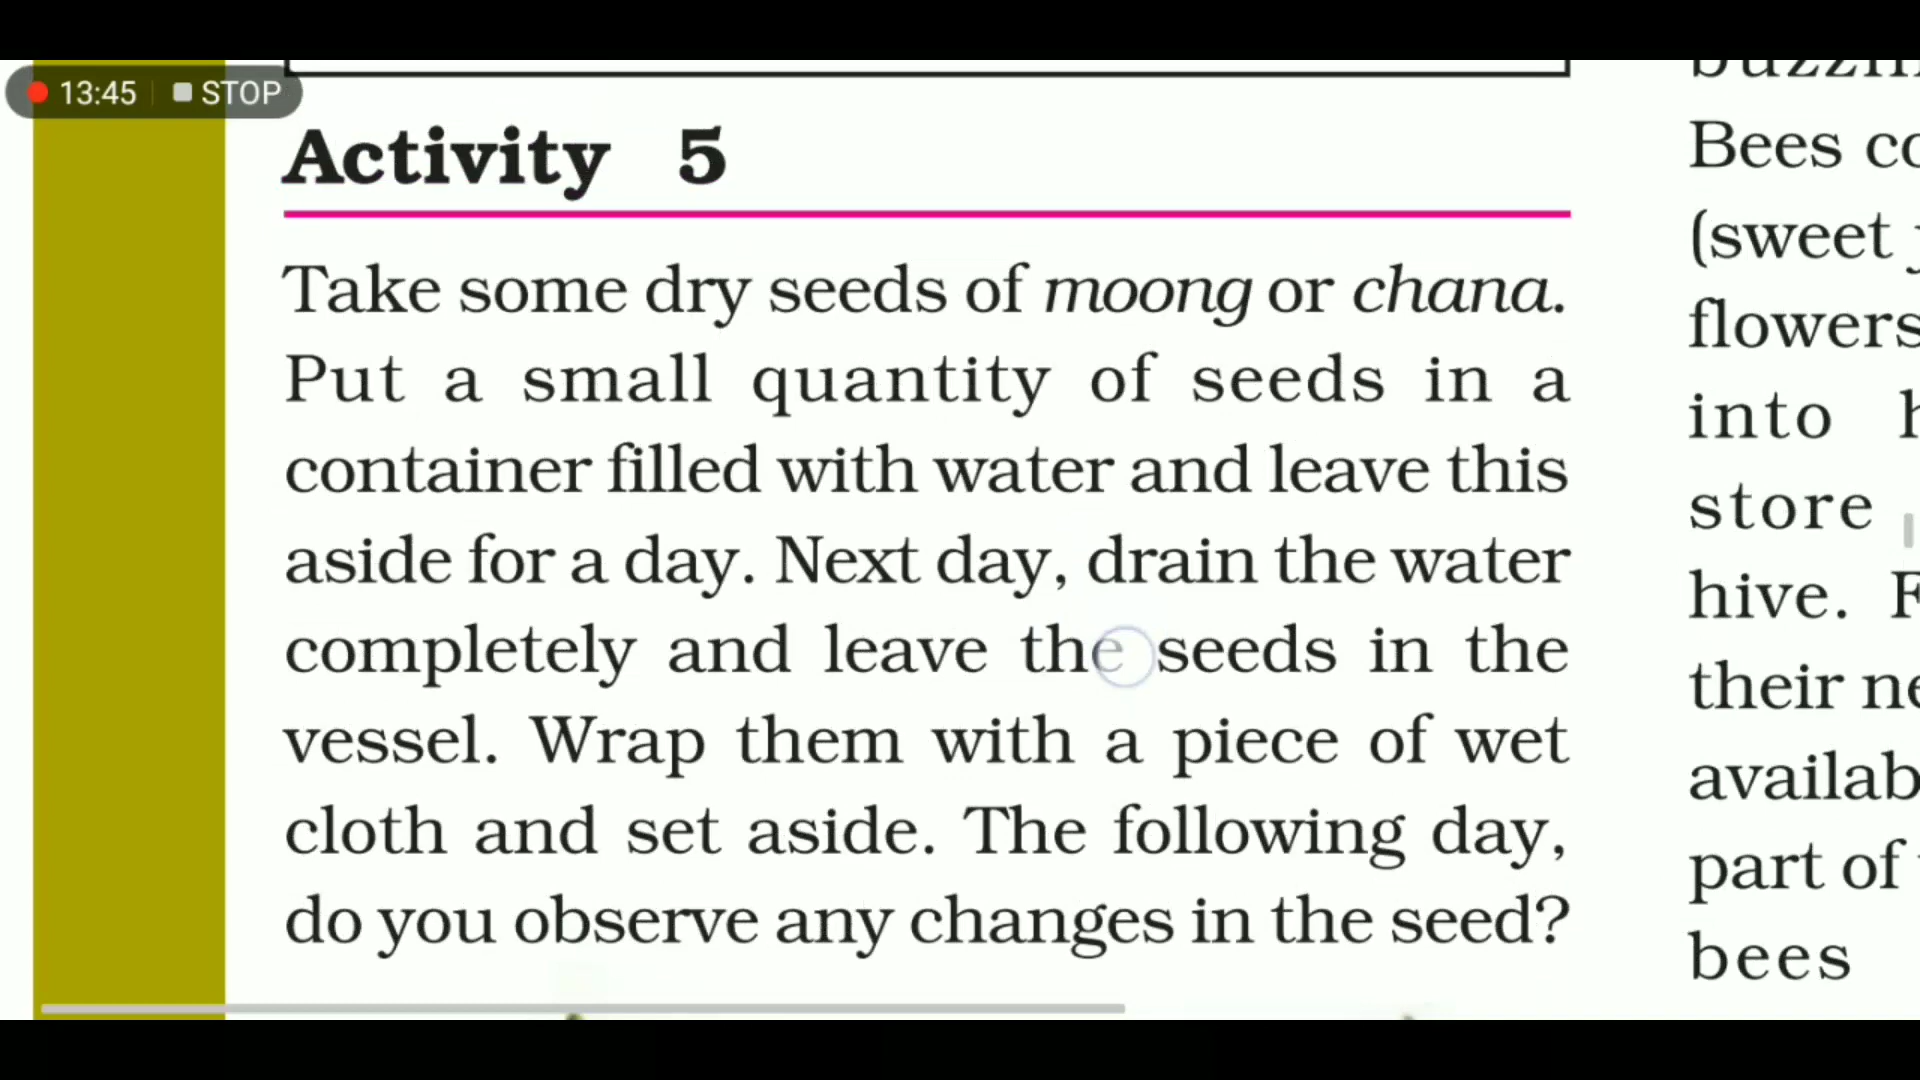 13:45 STOP
Activity 5
Take some dry seeds of moong or chana.
Put a small quantity of seeds in a
container filled with water and leave this
aside for a day. Next day, drain the water
completely and leave the seeds in the
vessel. Wrap them with a piece of wet
cloth and set aside. The following day,
do you observe any changes in the seed?
Bees
(sweet
flowers
into
store
hive.
their
part of
bees